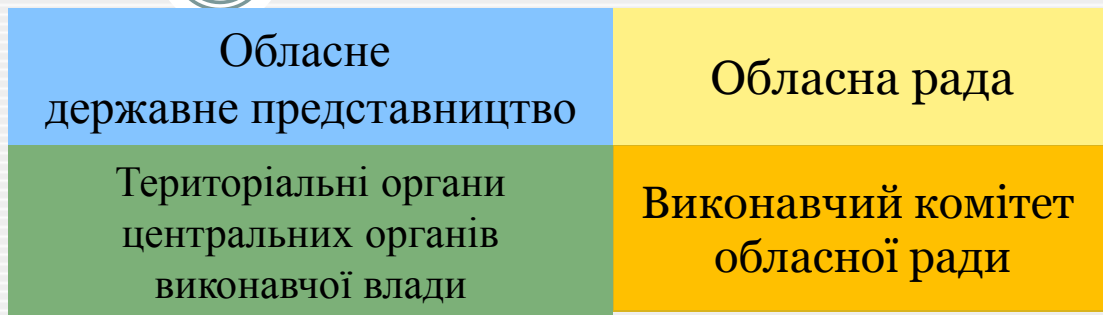 Обласне
державне представництво
Обласна рада
Територіальні органи
центральних органів
виконавчої влади
Виконавчий комітет
обласної ради